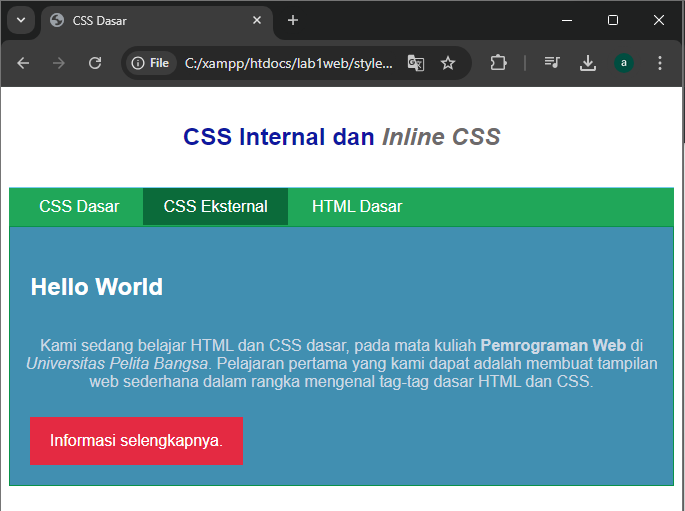 CSS Dasar
File C:/xampp/htdocs/lab1web/style... a
CSS Internal dan Inline CSS
CSS Dasar CSS Eksternal HTML Dasar
Hello World
Kami sedang belajar HTML dan CSS dasar, pada mata kuliah Pemrograman Web di
Universitas Pelita Bangsa. Pelajaran pertama yang kami dapat adalah membuat tampilan
web sederhana dalam rangka mengenal tag-tag dasar HTML dan CSS.
Informasi selengkapnya.